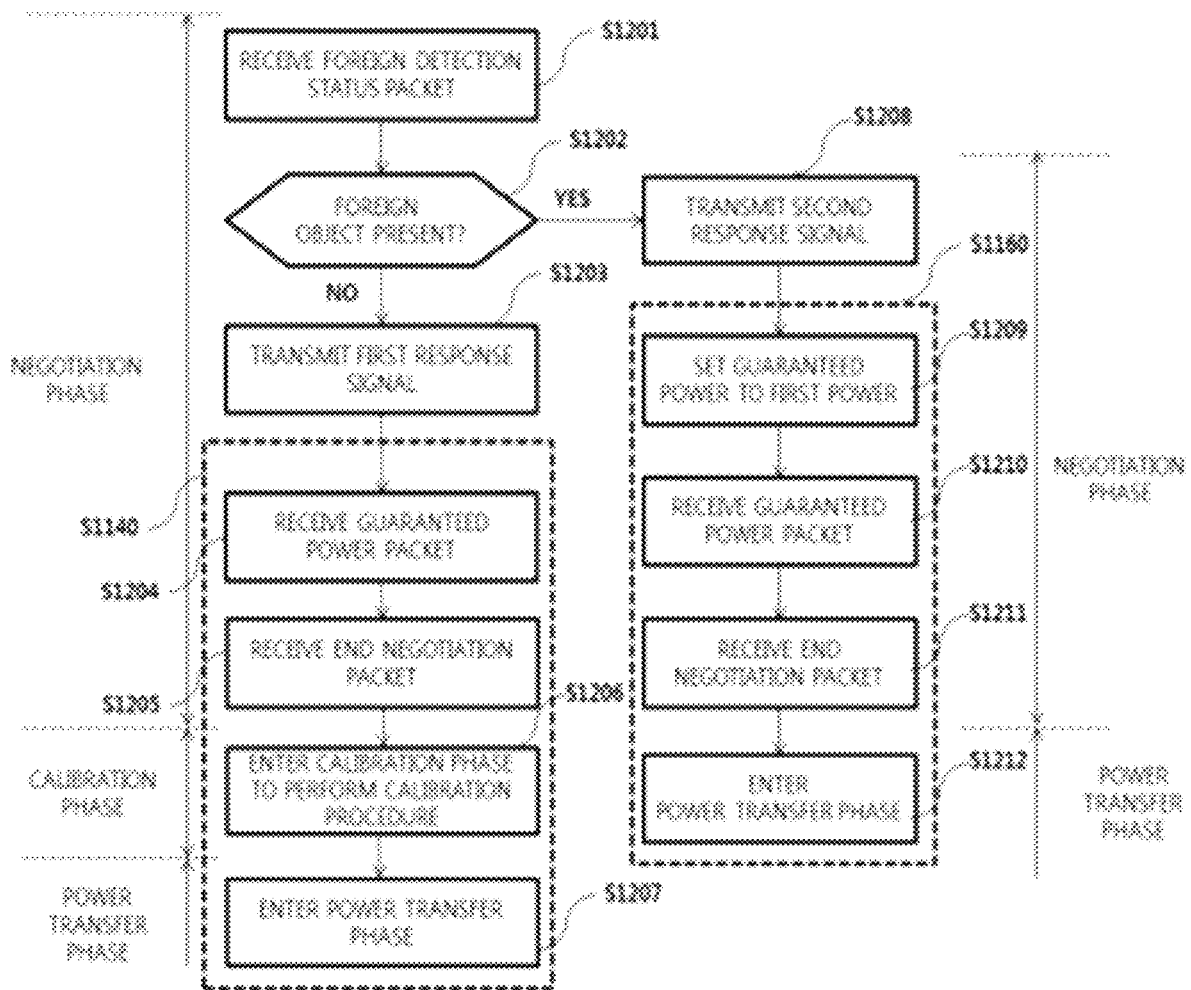 S1201
RECEIVE FOREIGN DETECTION
STATUS PACKET
S1202
FOREIGN
OBJECT PRESENT?
YES
NO
S1208
TRANSMIT SECOND
RESPONSE SIGNAL
S1203
TRANSMIT FIRST RESPONSE
SIGNAL
S1160
S1209
SET GUARANTEED
POWER TO FIRST POWER
NEGOTIATION
PHASE
S1140
S1204
RECEIVE GUARANTEED
POWER PACKET
S1210
RECEIVE GUARANTEED
POWER PACKET
NEGOTIATION
PHASE
S1205
RECEIVE END NEGOTIATION
PACKET
S1211
RECEIVE END
NEGOTIATION PACKET
S1206
ENTER CALIBRATION PHASE
TO PERFORM CALIBRATION
PROCEDURE
CALIBRATION
PHASE
S1212
ENTER
POWER TRANSFER PHASE
POWER
TRANSFER
PHASE
S1207
ENTER POWER TRANSFER
PHASE
POWER
TRANSFER
PHASE